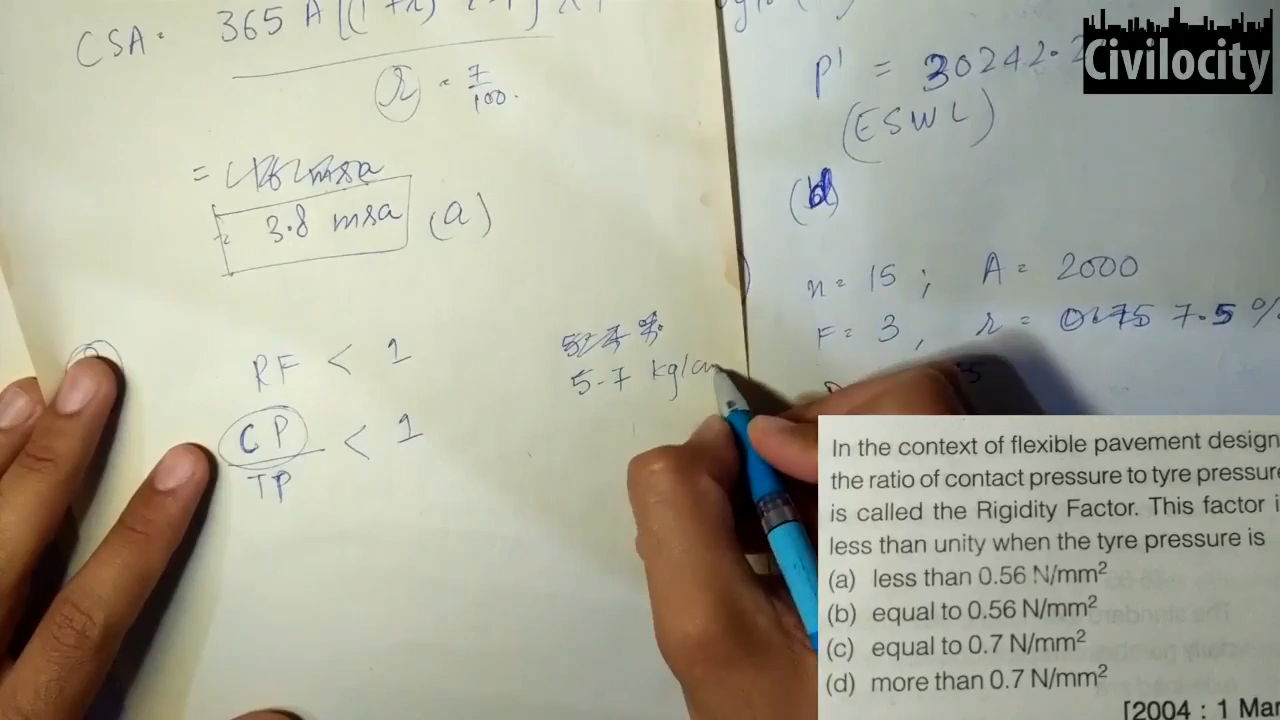 CSA = 365 A
r = 7
100.
= 3.8 msa (a)
RF < 1
CP < 1
TP
5-7 kg/cm
Civilocity
P' = 30242.2
(ESWL)
(b)
n = 15 ; A = 2000
F = 3 , r = 7.5 %
In the context of flexible pavement design
the ratio of contact pressure to tyre pressure
is called the Rigidity Factor. This factor i
less than unity when the tyre pressure is
(a) less than 0.56 N/mm²
(b) equal to 0.56 N/mm²
(c) equal to 0.7 N/mm²
(d) more than 0.7 N/mm²
[2004 : 1 Mar